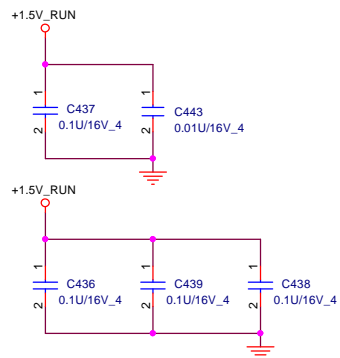 +1.5V_RUN
1
1
C437
C443
0.1U/16V_4
0.01U/16V_4
2
2
+1.5V_RUN
1
1
1
C436
C439
C438
0.1U/16V_4
0.1U/16V_4
0.1U/16V_4
2
2
2